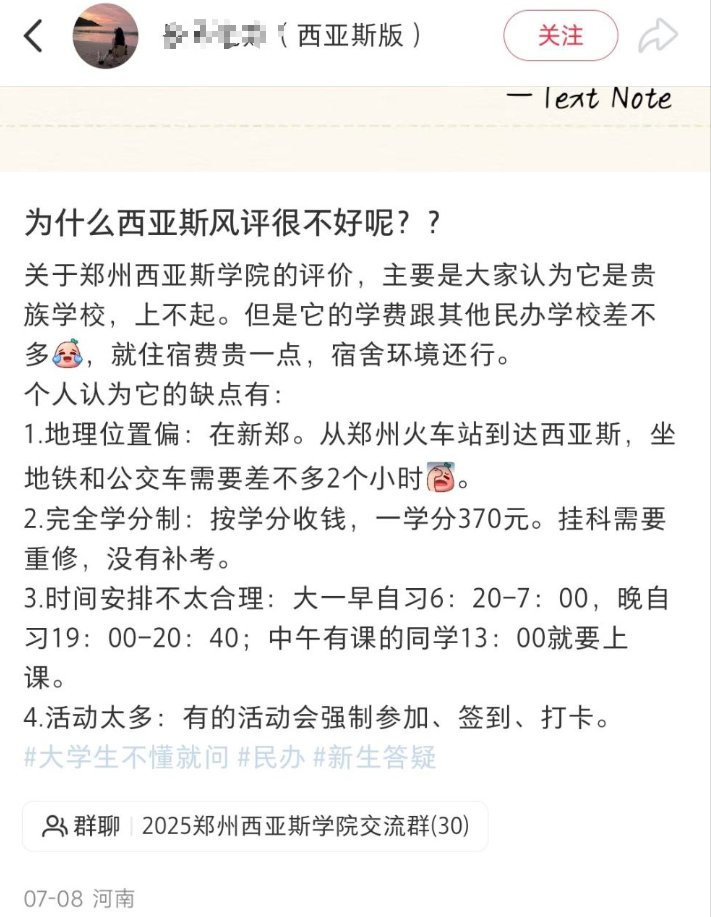 （西亚斯版）
关注
— Text Note
为什么西亚斯风评很不好呢？？
关于郑州西亚斯学院的评价，主要是大家认为它是贵
族学校，上不起。但是它的学费跟其他民办学校差不
多，就住宿费贵一点，宿舍环境还行。
个人认为它的缺点有：
1.地理位置偏：在新郑。从郑州火车站到达西亚斯，坐
地铁和公交车需要差不多2个小时。
2.完全学分制：按学分收钱，一学分370元。挂科需要
重修，没有补考。
3.时间安排不太合理：大一早自习6：20-7：00，晚自
习19：00-20：40；中午有课的同学13：00就要上
课。
4.活动太多：有的活动会强制参加、签到、打卡。
#大学生不懂就问 #民办 #新生答疑
群聊 2025郑州西亚斯学院交流群(30)
07-08 河南